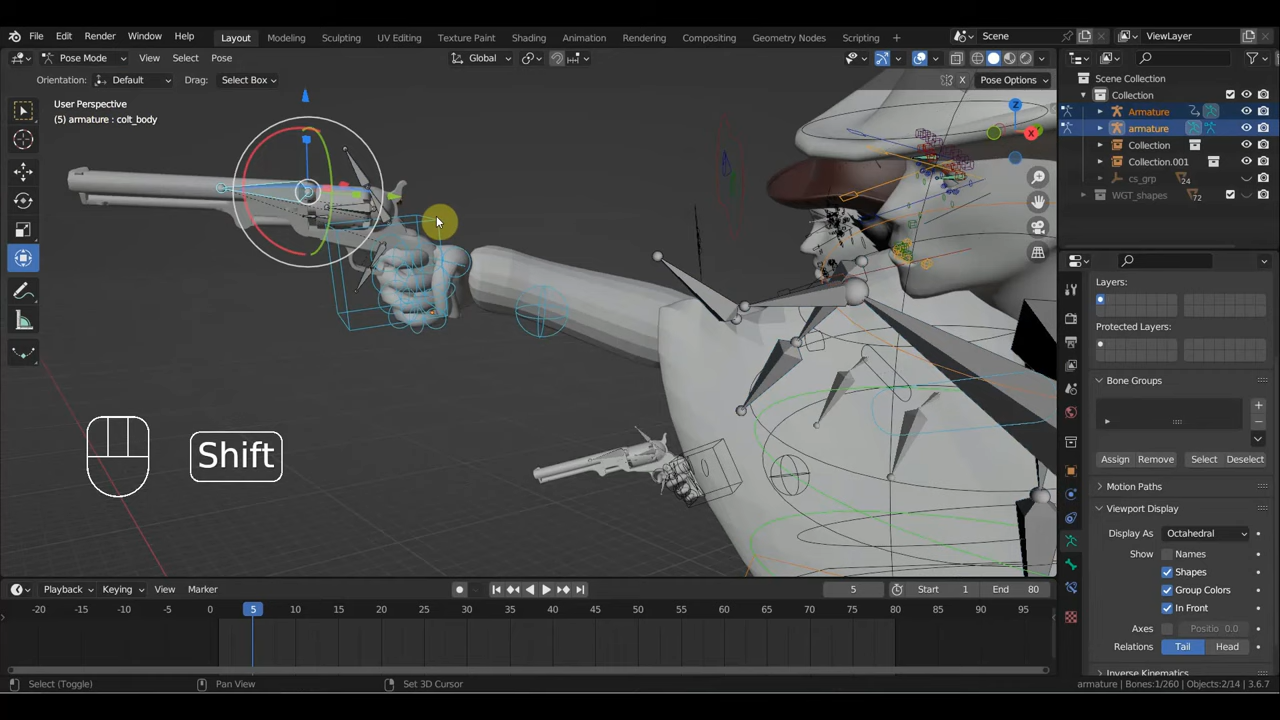 File Edit Render Window Help
Layout Modeling Sculpting UV Editing Texture Paint Shading Animation Rendering Compositing Geometry Nodes Scripting
Scene
ViewLayer
Pose Mode View Select Pose
Global
Orientation: Default Drag: Select Box
X Pose Options
User Perspective
(5) armature : colt_body
Z
X
Scene Collection
Collection
Armature
armature
Collection
Collection.001
cs_grp 24
WGT_shapes 72
Shift
Layers:
Protected Layers:
Bone Groups
Assign Remove Select Deselect
Motion Paths
Viewport Display
Display As Octahedral
Show Names
Shapes
Group Colors
In Front
Axes Positio 0.0
Relations Tail Head
Inverse Kinematics
Playback Keying View Marker
5 Start 1 End 80
-20 -15 -10 -5 5 10 15 20 25 30 35 40 45 50 55 60 65 70 75 80 85 90 95
Select (Toggle) Pan View Set 3D Cursor
armature | Bones:1/260 | Objects:2/14 | 3.6.7